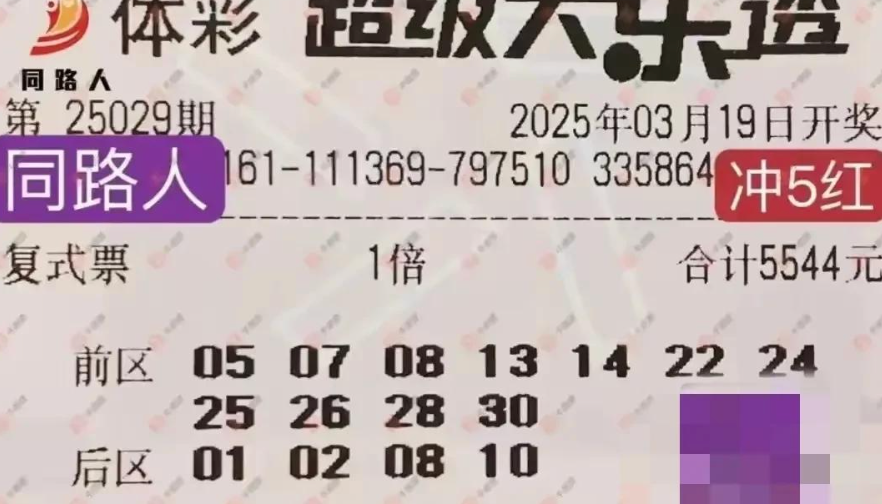 体彩 超级大乐透
同路人
第 25029期 2025年03月19日开奖
同路人 161-111369-797510 335864 冲5红
复式票 1倍 合计5544元
前区 05 07 08 13 14 22 24
25 26 28 30
后区 01 02 08 10